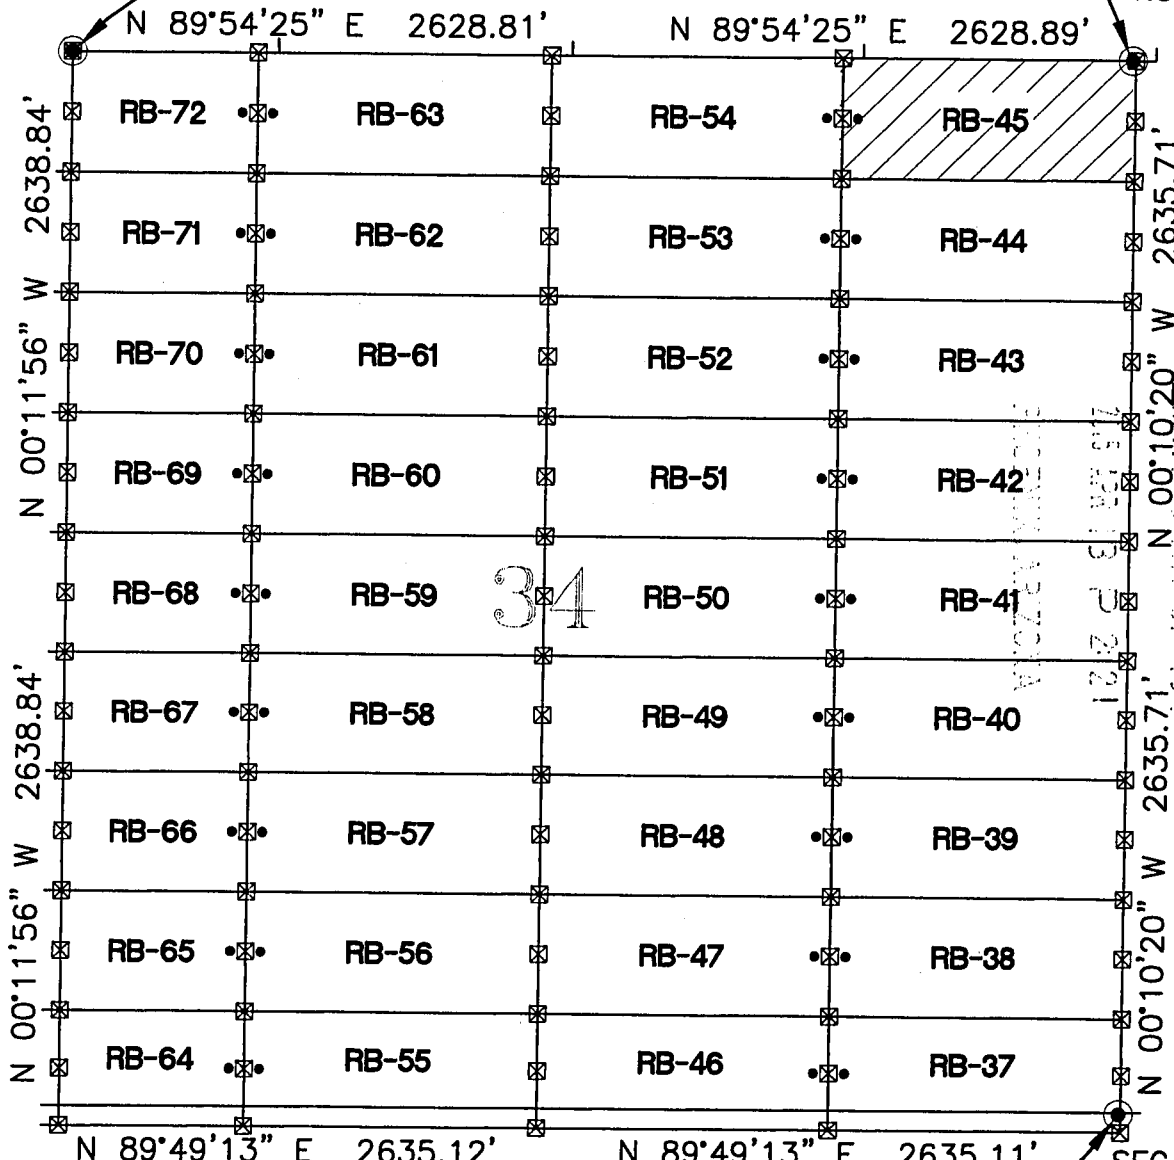 N 89°54'25" E 2628.81' N 89°54'25" E 2628.89'
RB-72 RB-63 RB-54 RB-45
RB-71 RB-62 RB-53 RB-44
RB-70 RB-61 RB-52 RB-43
RB-69 RB-60 RB-51 RB-42
RB-68 RB-59 RB-50 RB-41
34
RB-67 RB-58 RB-49 RB-40
RB-66 RB-57 RB-48 RB-39
RB-65 RB-56 RB-47 RB-38
RB-64 RB-55 RB-46 RB-37
N 89°49'13" E 2635.12' N 89°49'13" E 2635.11'
N 00°11'56" W 2638.84'
N 00°11'56" W 2638.84'
N 00°10'20" W 2635.71'
N 00°10'20" W 2635.71'